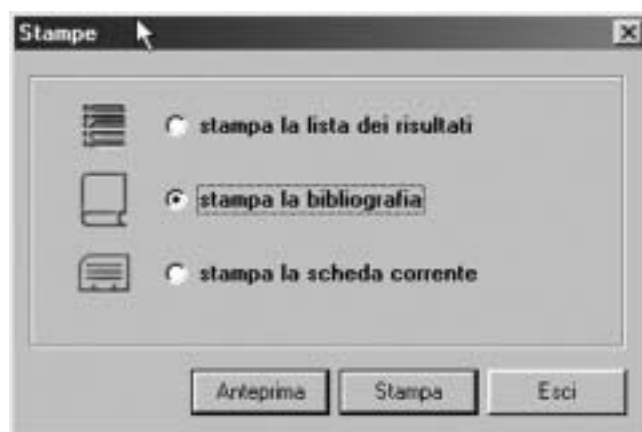 Stampe
stampa la lista dei risultati
stampa la bibliografia
stampa la scheda corrente
Anteprima Stampa Esci